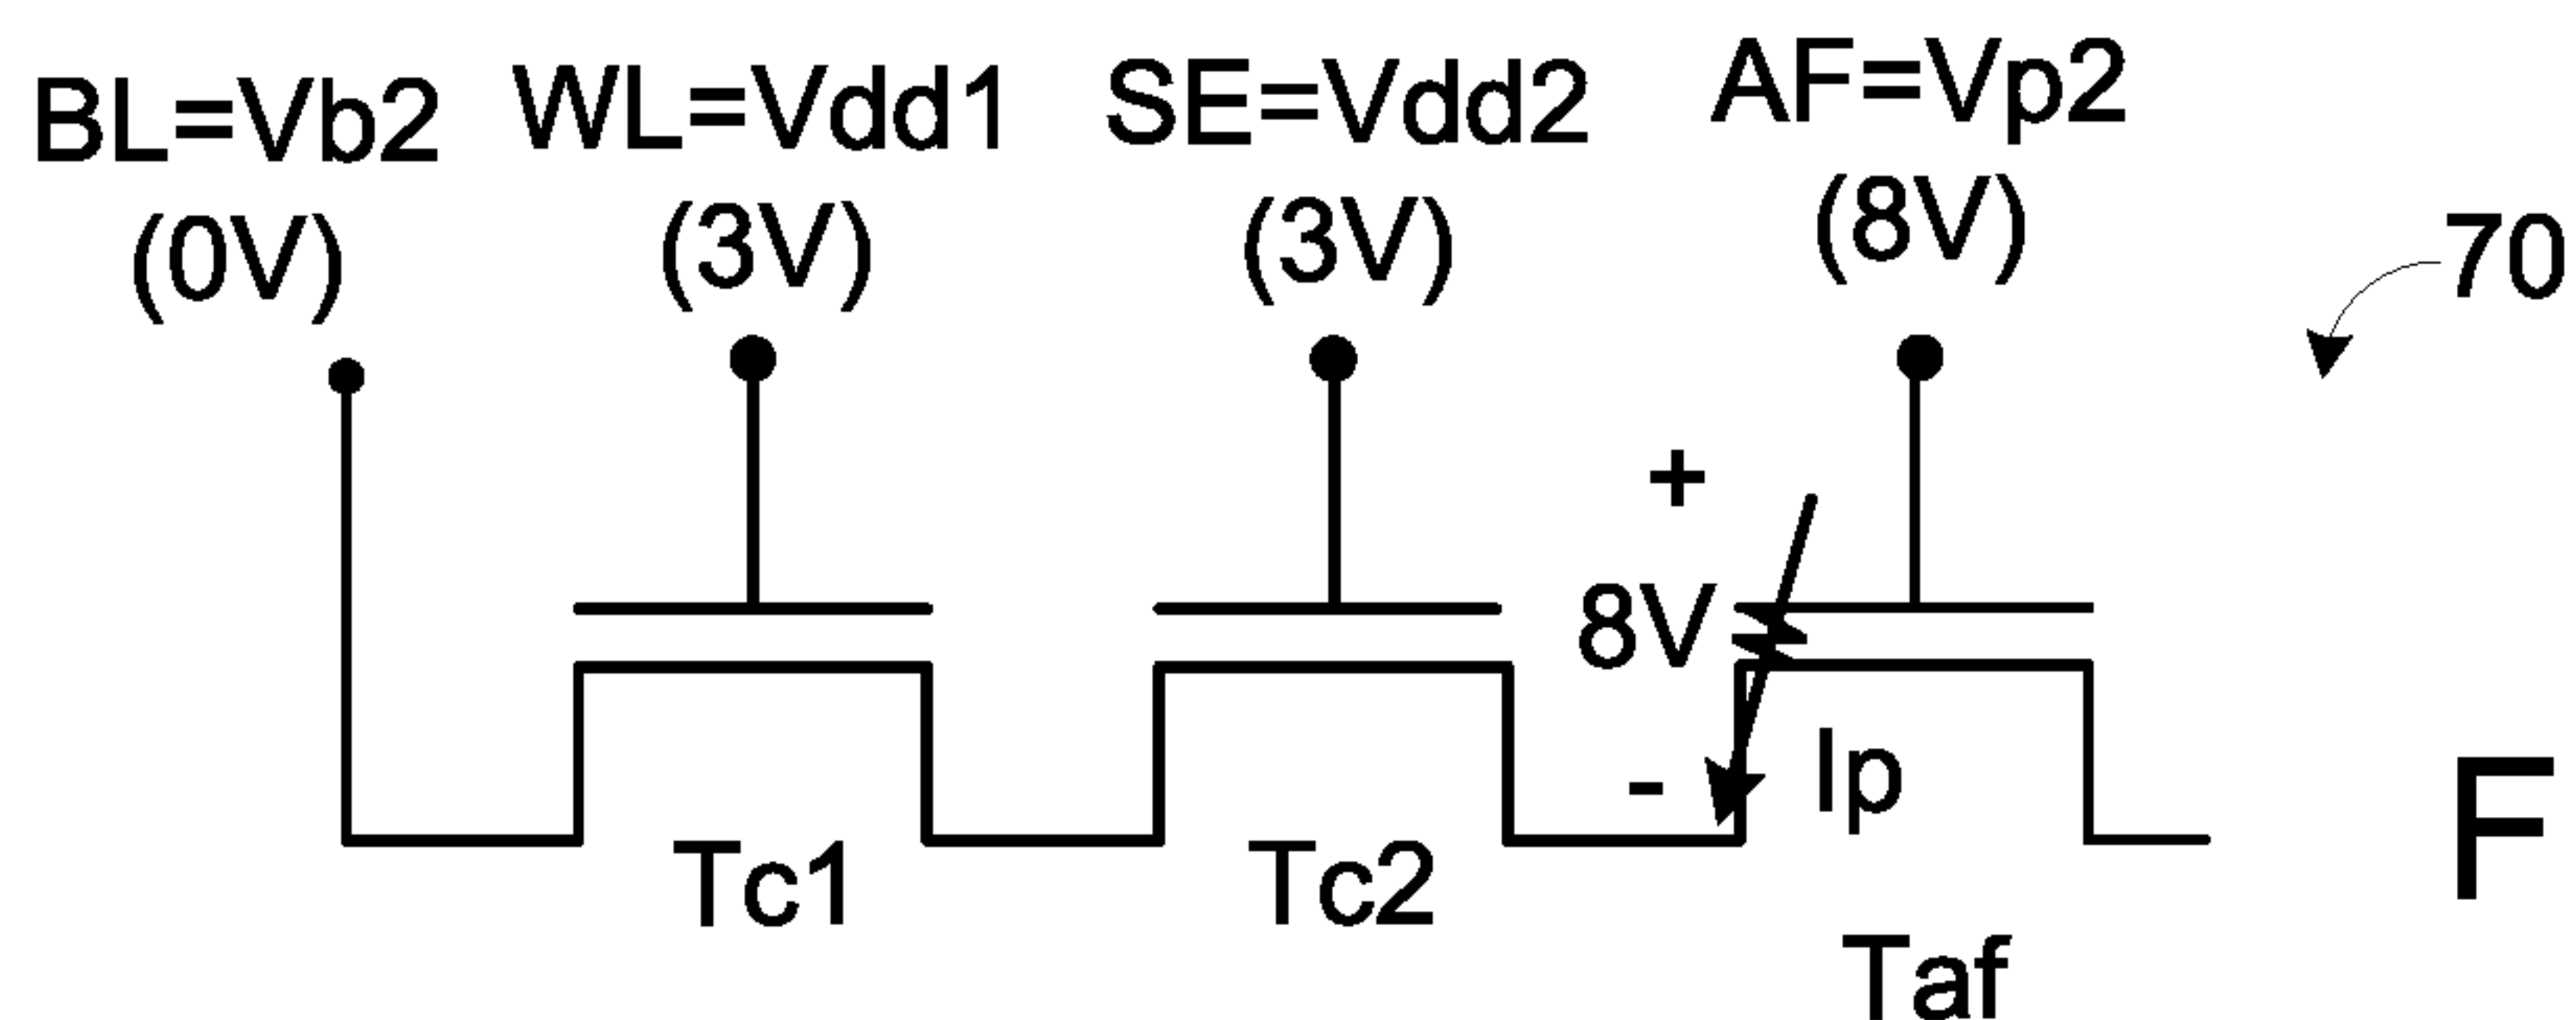 BL=Vb2 WL=Vdd1 SE=Vdd2 AF=Vp2
(0V) (3V) (3V) (8V)
70
+
8V
- Ip
Tc1 Tc2
Taf
F